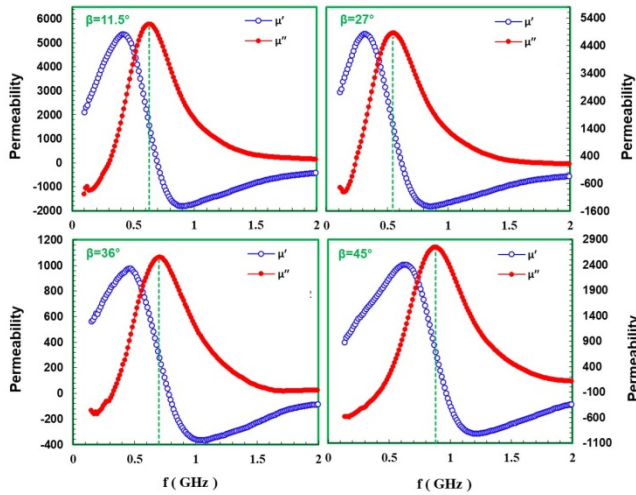 β=11.5°
μ′
μ″
6000
5000
4000
3000
2000
1000
0
-1000
-2000
Permeability
0 0.5 1 1.5 2
β=27°
μ′
μ″
5400
4400
3400
2400
1400
400
-600
-1600
Permeability
0 0.5 1 1.5 2
β=36°
μ′
μ″
1200
1000
800
600
400
200
0
-200
-400
Permeability
0 0.5 1 1.5 2
f ( GHz )
β=45°
μ′
μ″
2900
2400
1900
1400
900
400
-100
-600
-1100
Permeability
0 0.5 1 1.5 2
f ( GHz )